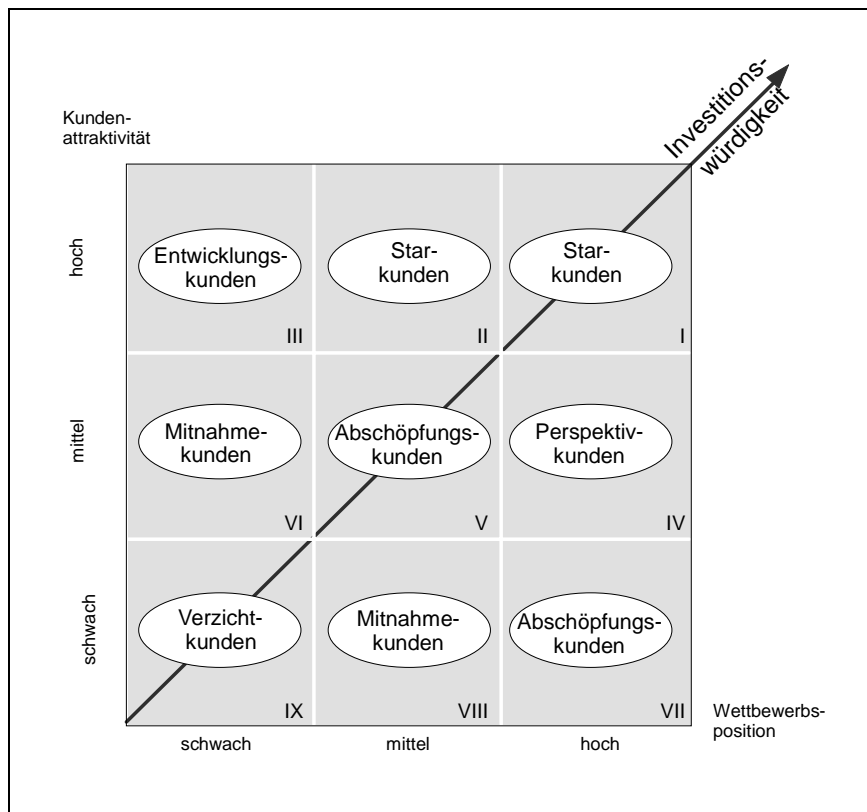 Investitions-
würdigkeit
Kunden-
attraktivität
hoch
Entwicklungs-
kunden
III
Star-
kunden
II
Star-
kunden
I
mittel
Mitnahme-
kunden
VI
Abschöpfungs-
kunden
V
Perspektiv-
kunden
IV
schwach
Verzicht-
kunden
IX
Mitnahme-
kunden
VIII
Abschöpfungs-
kunden
VII
Wettbewerbs-
position
schwach
mittel
hoch